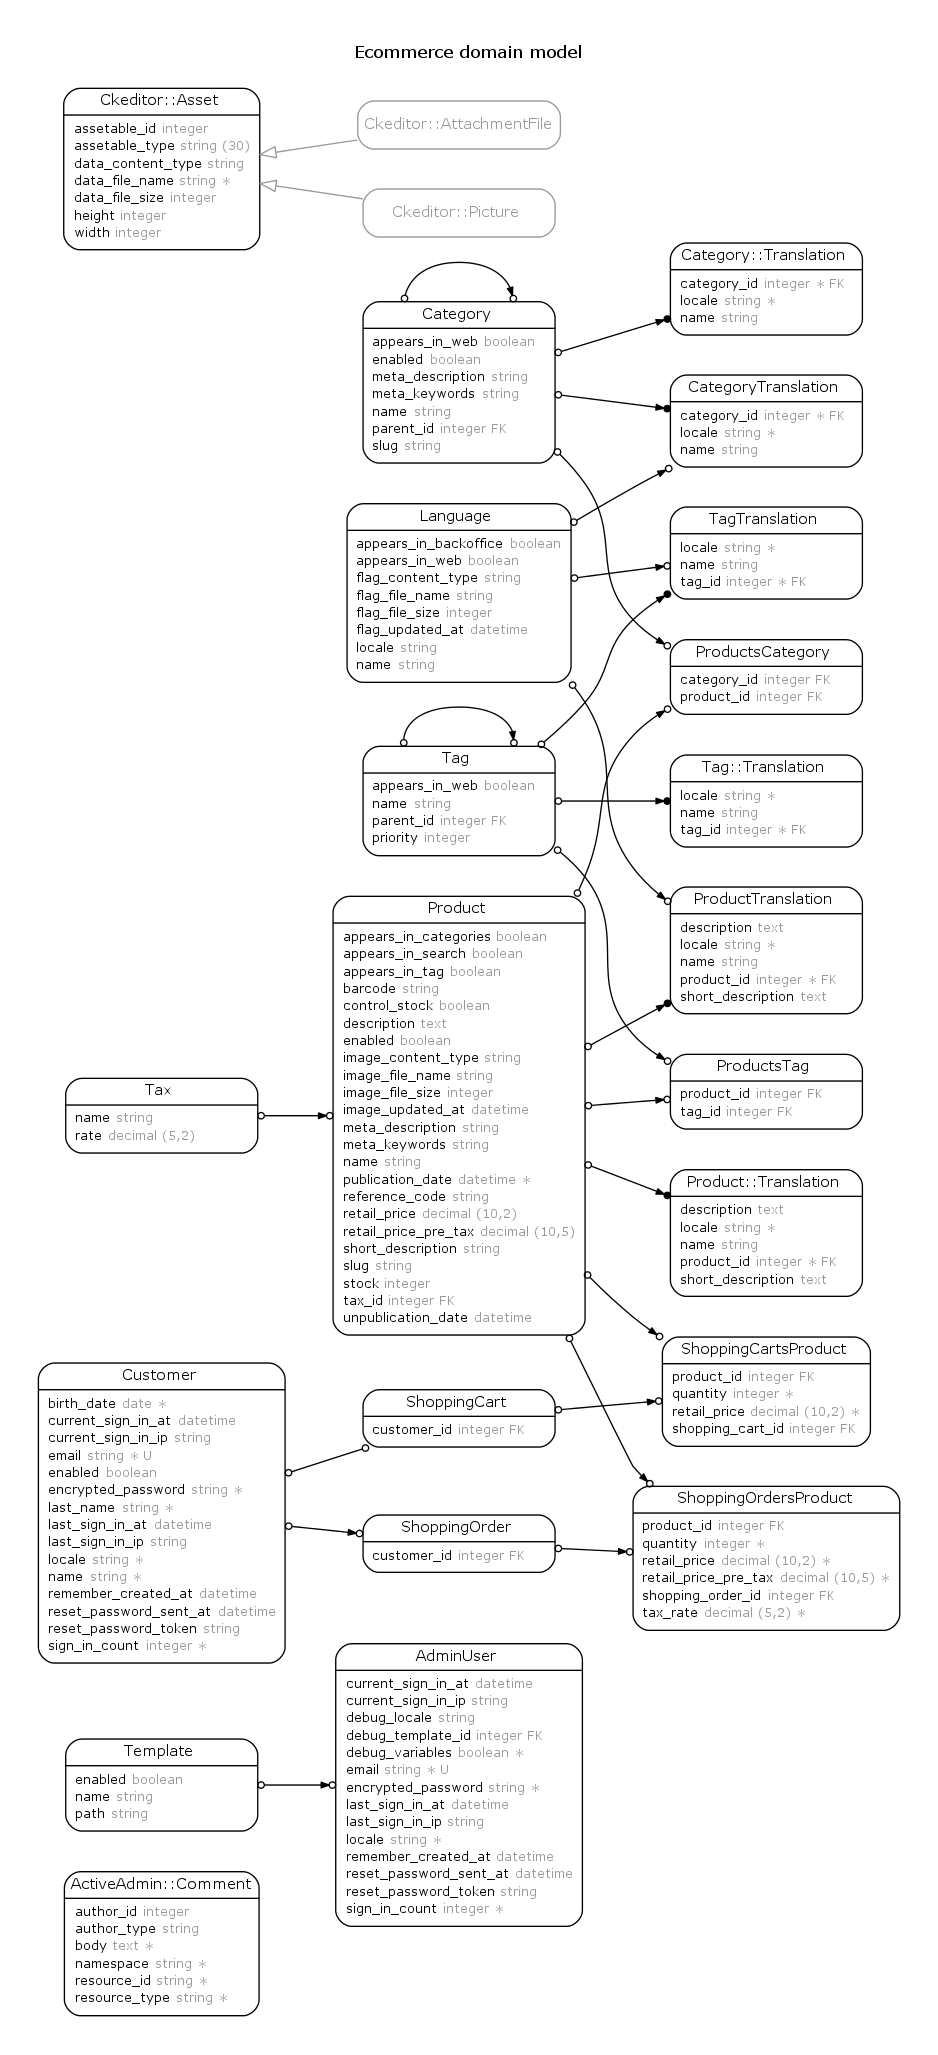 Ecommerce domain model
Ckeditor::Asset
assetable_id integer
assetable_type string (30)
data_content_type string
data_file_name string *
data_file_size integer
height integer
width integer
Ckeditor::AttachmentFile
Ckeditor::Picture
Category
appears_in_web boolean
enabled boolean
meta_description string
meta_keywords string
name string
parent_id integer FK
slug string
Category::Translation
category_id integer * FK
locale string *
name string
CategoryTranslation
category_id integer * FK
locale string *
name string
Language
appears_in_backoffice boolean
appears_in_web boolean
flag_content_type string
flag_file_name string
flag_file_size integer
flag_updated_at datetime
locale string
name string
TagTranslation
locale string *
name string
tag_id integer * FK
ProductsCategory
category_id integer FK
product_id integer FK
Tag
appears_in_web boolean
name string
parent_id integer FK
priority integer
Tag::Translation
locale string *
name string
tag_id integer * FK
Product
appears_in_categories boolean
appears_in_search boolean
appears_in_tag boolean
barcode string
control_stock boolean
description text
enabled boolean
image_content_type string
image_file_name string
image_file_size integer
image_updated_at datetime
meta_description string
meta_keywords string
name string
publication_date datetime *
reference_code string
retail_price decimal (10,2)
retail_price_pre_tax decimal (10,5)
short_description string
slug string
stock integer
tax_id integer FK
unpublication_date datetime
ProductTranslation
description text
locale string *
name string
product_id integer * FK
short_description text
Tax
name string
rate decimal (5,2)
ProductsTag
product_id integer FK
tag_id integer FK
Product::Translation
description text
locale string *
name string
product_id integer * FK
short_description text
ShoppingCartsProduct
product_id integer FK
quantity integer *
retail_price decimal (10,2) *
shopping_cart_id integer FK
Customer
birth_date date *
current_sign_in_at datetime
current_sign_in_ip string
email string * U
enabled boolean
encrypted_password string *
last_name string *
last_sign_in_at datetime
last_sign_in_ip string
locale string *
name string *
remember_created_at datetime
reset_password_sent_at datetime
reset_password_token string
sign_in_count integer *
ShoppingCart
customer_id integer FK
ShoppingOrder
customer_id integer FK
ShoppingOrdersProduct
product_id integer FK
quantity integer *
retail_price decimal (10,2) *
retail_price_pre_tax decimal (10,5) *
shopping_order_id integer FK
tax_rate decimal (5,2) *
AdminUser
current_sign_in_at datetime
current_sign_in_ip string
debug_locale string
debug_template_id integer FK
debug_variables boolean *
email string * U
encrypted_password string *
last_sign_in_at datetime
last_sign_in_ip string
locale string *
remember_created_at datetime
reset_password_sent_at datetime
reset_password_token string
sign_in_count integer *
Template
enabled boolean
name string
path string
ActiveAdmin::Comment
author_id integer
author_type string
body text *
namespace string *
resource_id string *
resource_type string *